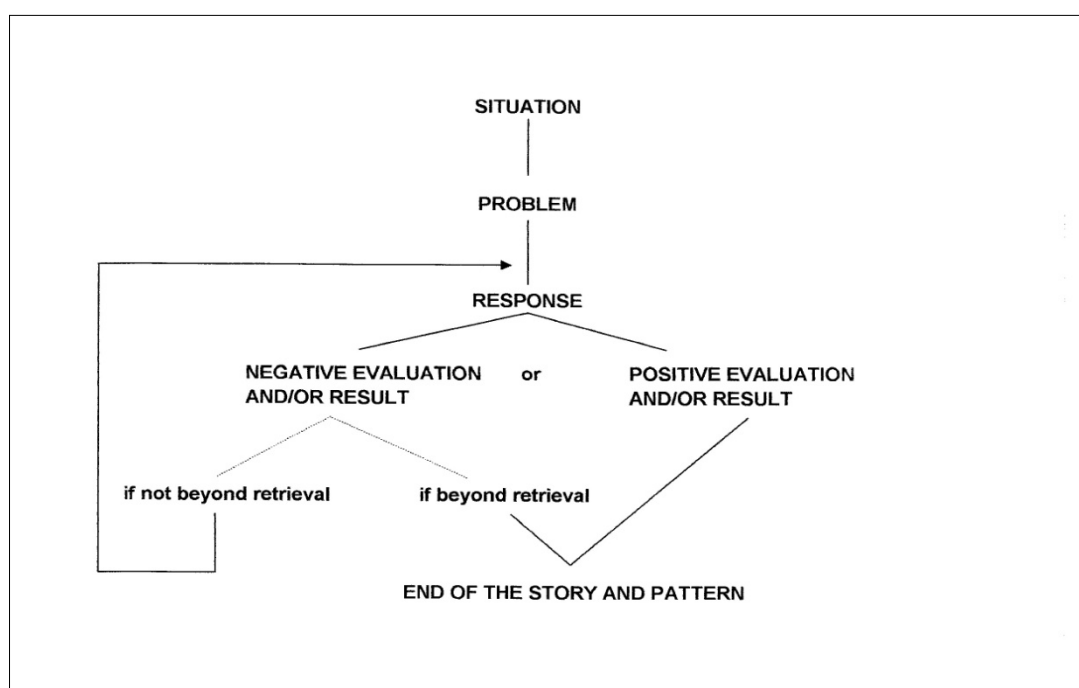 SITUATION
PROBLEM
RESPONSE
NEGATIVE EVALUATION or POSITIVE EVALUATION
AND/OR RESULT AND/OR RESULT
if not beyond retrieval if beyond retrieval
END OF THE STORY AND PATTERN